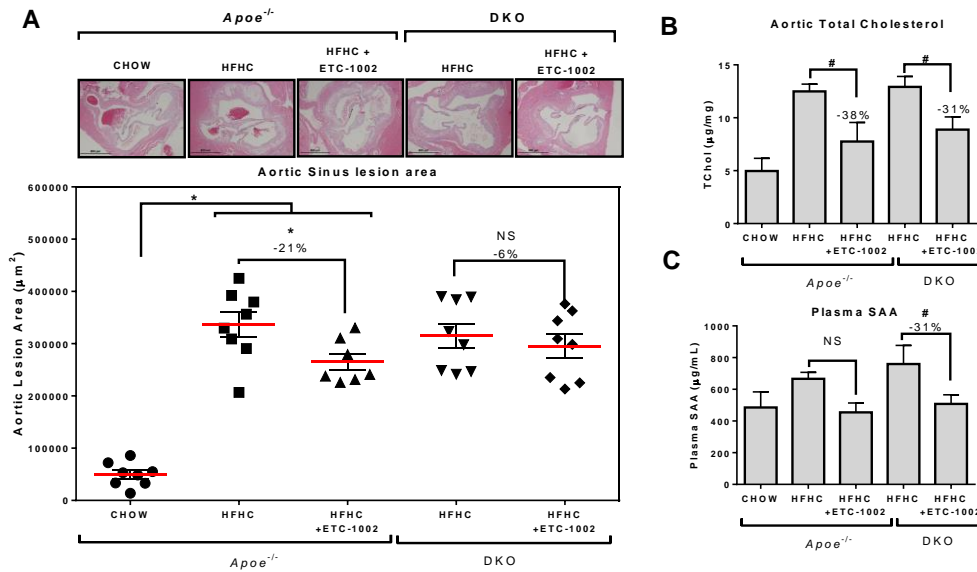 A
Apoe-/-
DKO
CHOW
HFHC
HFHC +
ETC-1002
HFHC
HFHC +
ETC-1002
Aortic Sinus lesion area
Aortic Lesion Area (µm2)
600000
500000
400000
300000
200000
100000
0
*
*
-21%
NS
-6%
CHOW
HFHC
HFHC
+ETC-1002
HFHC
HFHC
+ETC-1002
Apoe-/-
DKO
B
Aortic Total Cholesterol
TChol (µg/mg)
15
10
5
0
#
-38%
#
-31%
CHOW
HFHC
HFHC
+ETC-1002
HFHC
HFHC
+ETC-1002
Apoe-/-
DKO
C
Plasma SAA
Plasma SAA (µg/mL)
1000
800
600
400
200
0
NS
#
-31%
CHOW
HFHC
HFHC
+ETC-1002
HFHC
HFHC
+ETC-1002
Apoe-/-
DKO